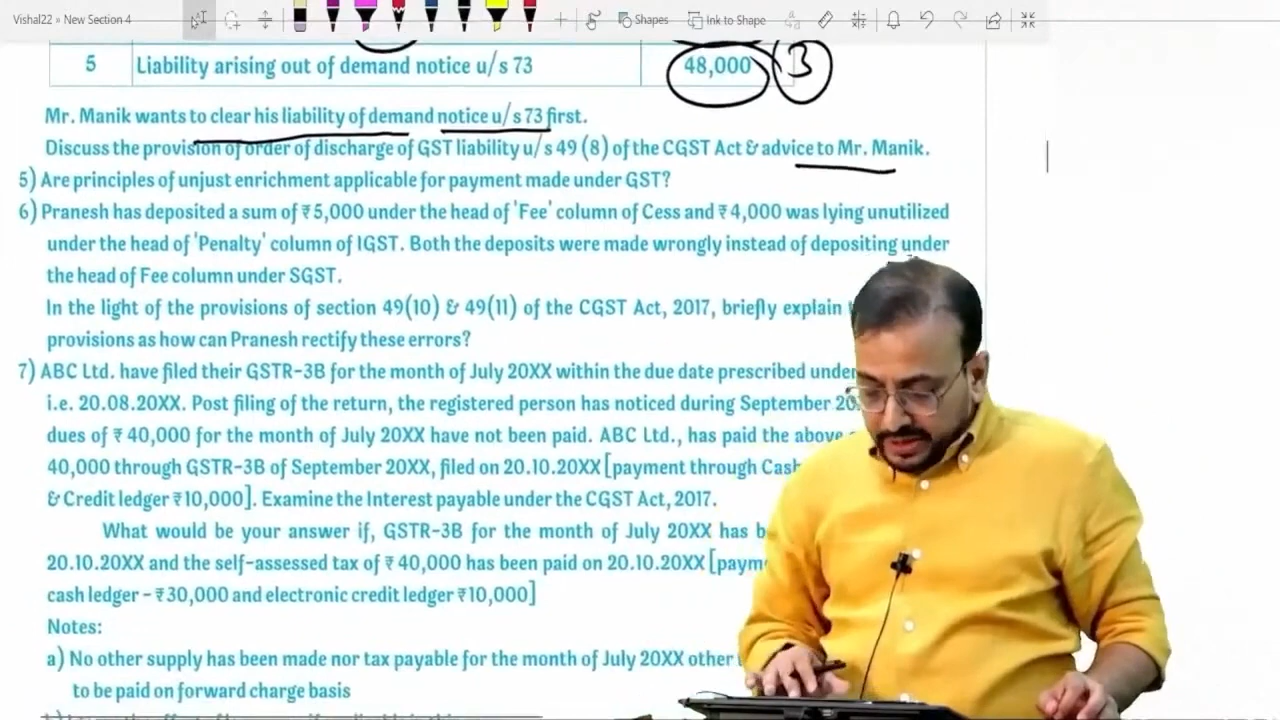 Vishal22 » New Section 4
Shapes
Ink to Shape
5 Liability arising out of demand notice u/s 73 48,000 3
Mr. Manik wants to clear his liability of demand notice u/s 73 first.
Discuss the provision of order of discharge of GST liability u/s 49 (8) of the CGST Act & advice to Mr. Manik.
5) Are principles of unjust enrichment applicable for payment made under GST?
6) Pranesh has deposited a sum of ₹5,000 under the head of 'Fee' column of Cess and ₹4,000 was lying unutilized
under the head of 'Penalty' column of IGST. Both the deposits were made wrongly instead of depositing under
the head of Fee column under SGST.
In the light of the provisions of section 49(10) & 49(11) of the CGST Act, 2017, briefly explain
provisions as how can Pranesh rectify these errors?
7) ABC Ltd. have filed their GSTR-3B for the month of July 20XX within the due date prescribed under
i.e. 20.08.20XX. Post filing of the return, the registered person has noticed during September
dues of ₹40,000 for the month of July 20XX have not been paid. ABC Ltd., has paid the above
40,000 through GSTR-3B of September 20XX, filed on 20.10.20XX [payment through Cash
& Credit ledger ₹10,000]. Examine the Interest payable under the CGST Act, 2017.
What would be your answer if, GSTR-3B for the month of July 20XX has
20.10.20XX and the self-assessed tax of ₹40,000 has been paid on 20.10.20XX
cash ledger - ₹30,000 and electronic credit ledger ₹10,000]
Notes:
a) No other supply has been made nor tax payable for the month of July 20XX other
to be paid on forward charge basis